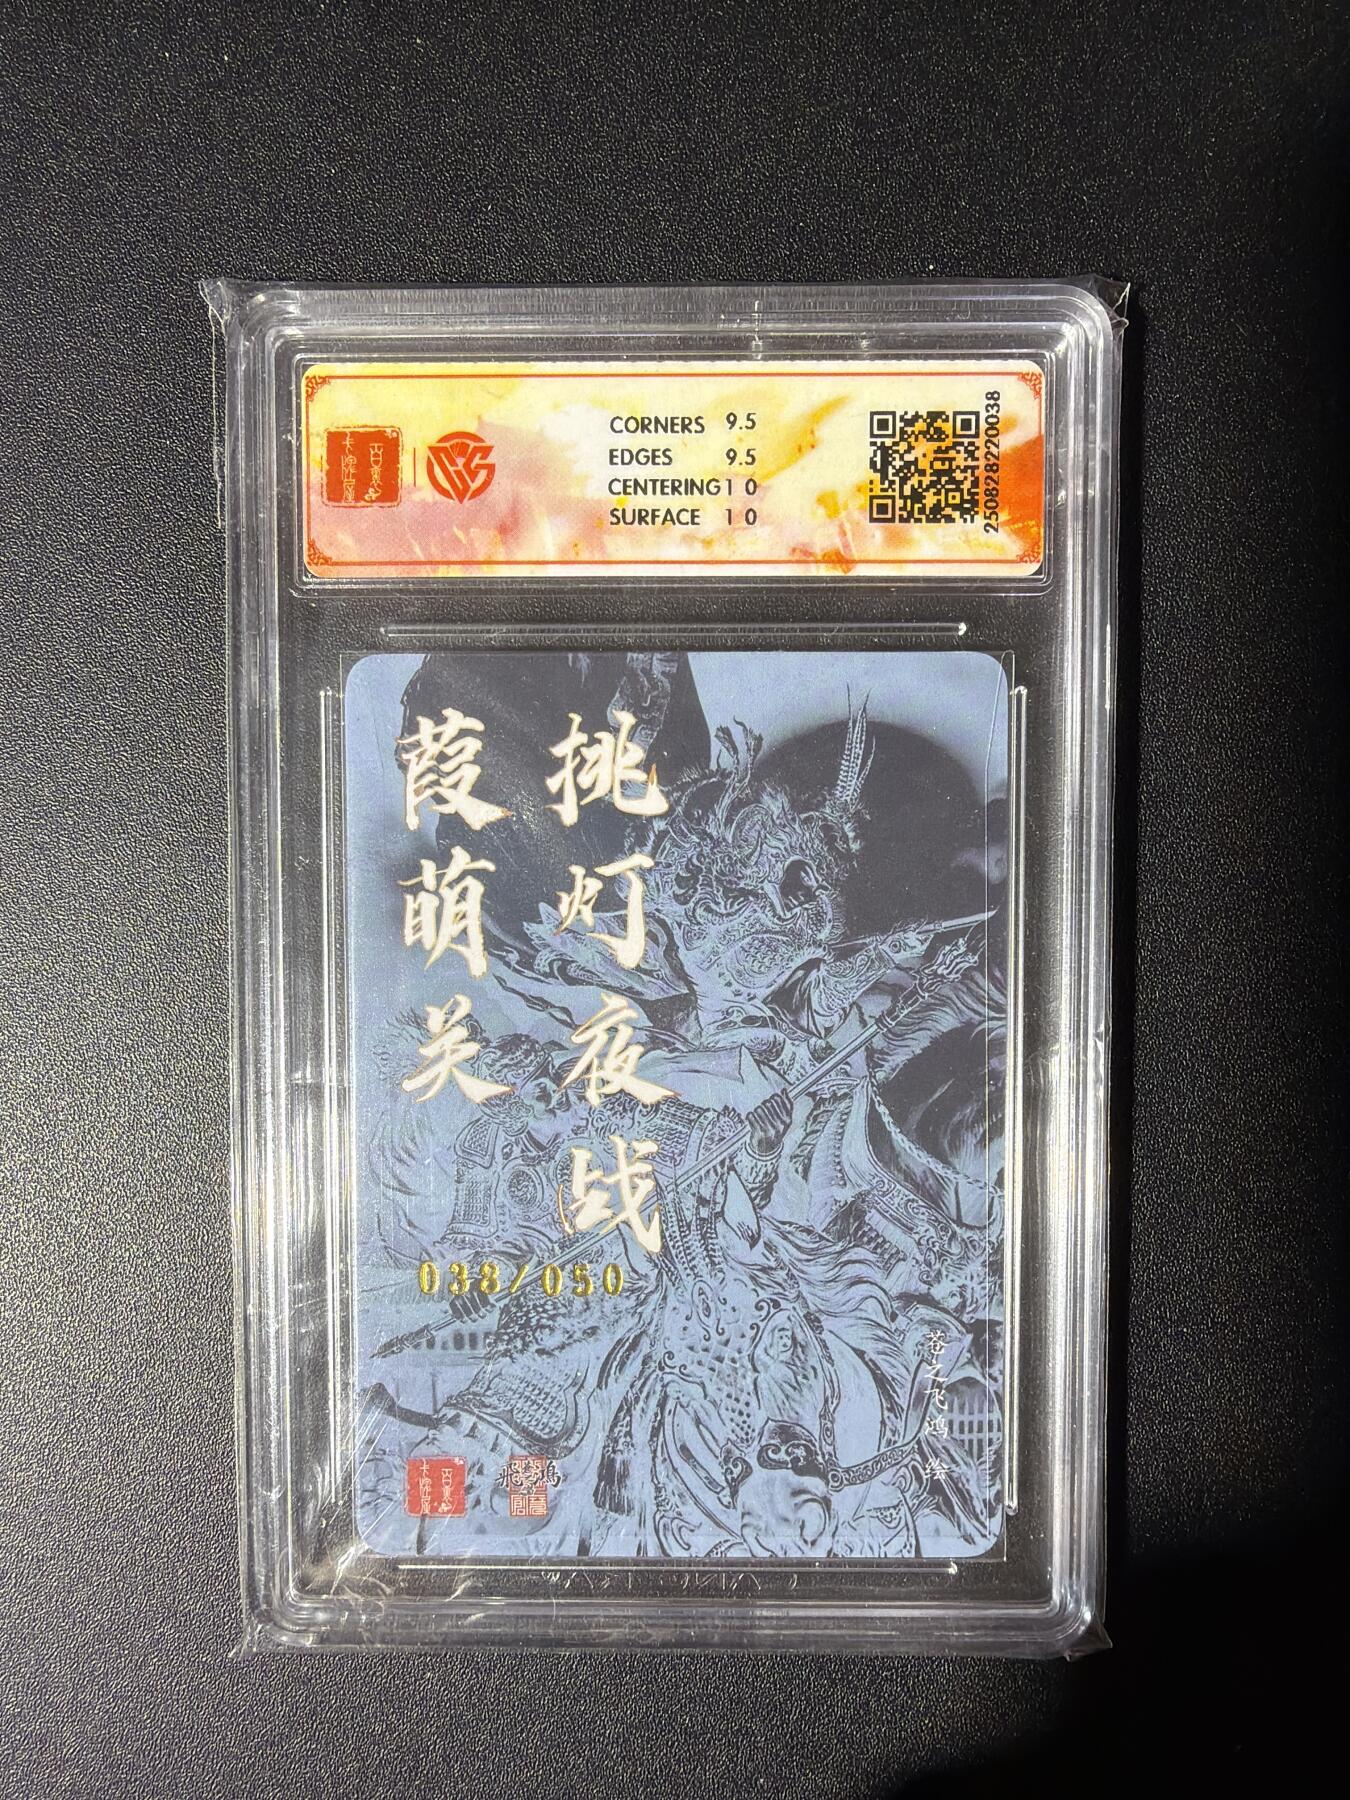 CORNERS 9.5
EDGES 9.5
CENTERING 10
SURFACE 10
250828220038
挑灯夜战
葭萌关
038/050
苍之飞鸿 绘